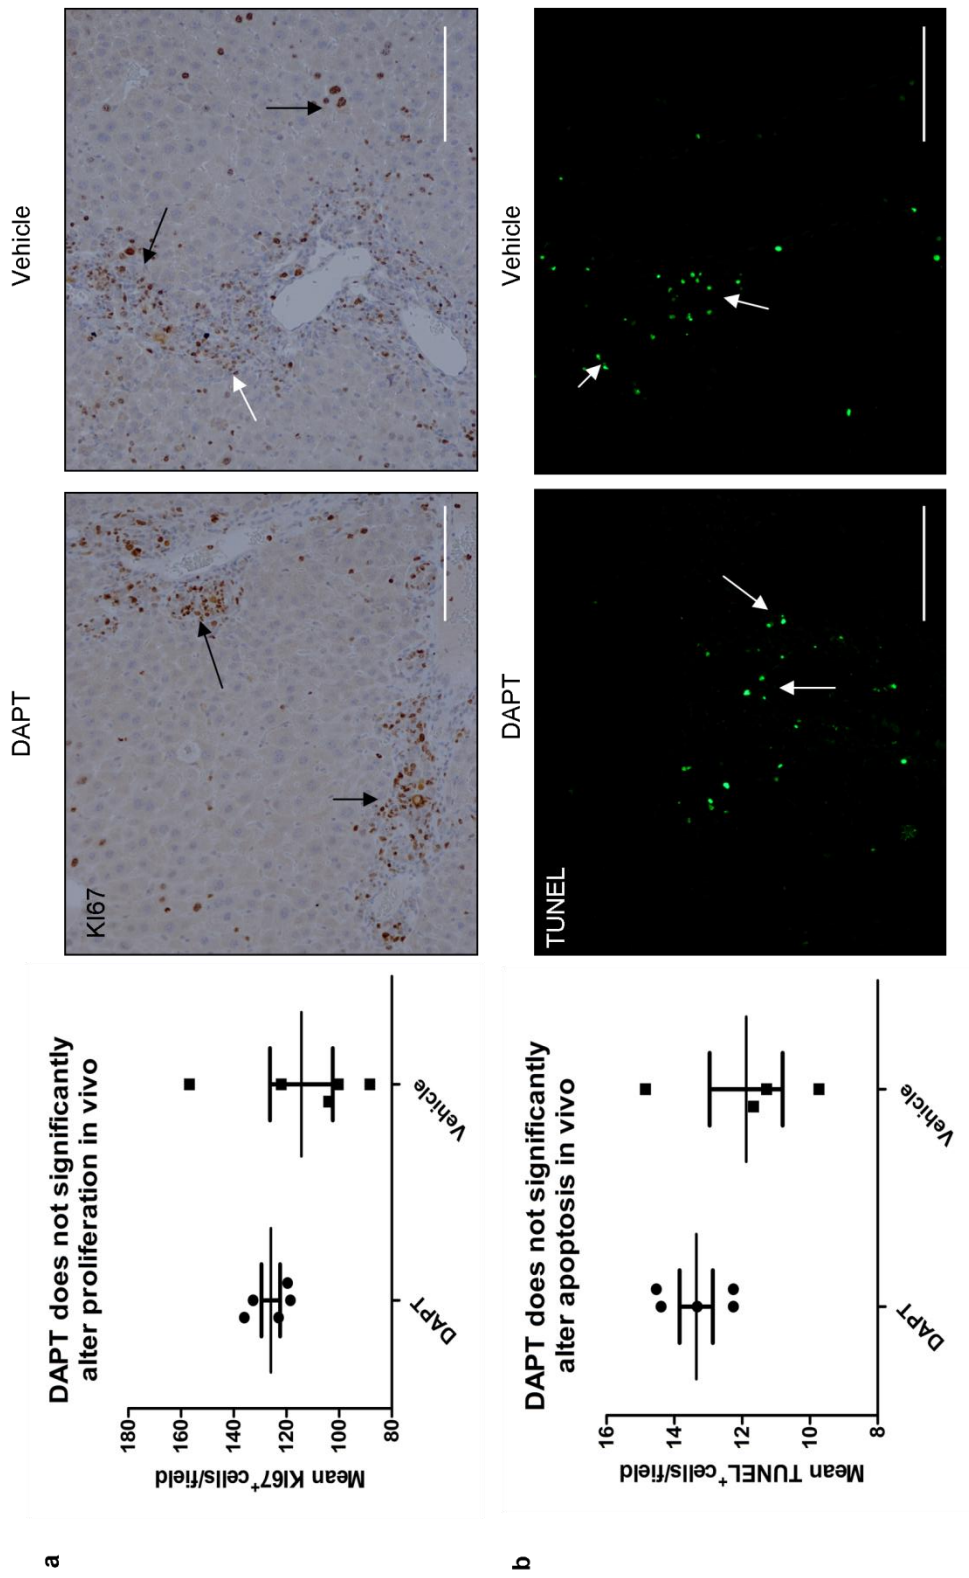 a
DAPT does not significantly
alter proliferation in vivo
Mean KI67⁺cells/field
180
160
140
120
100
80
DAPT
Vehicle
DAPT
Vehicle
KI67
b
DAPT does not significantly
alter apoptosis in vivo
Mean TUNEL⁺cells/field
16
14
12
10
8
DAPT
Vehicle
DAPT
Vehicle
TUNEL